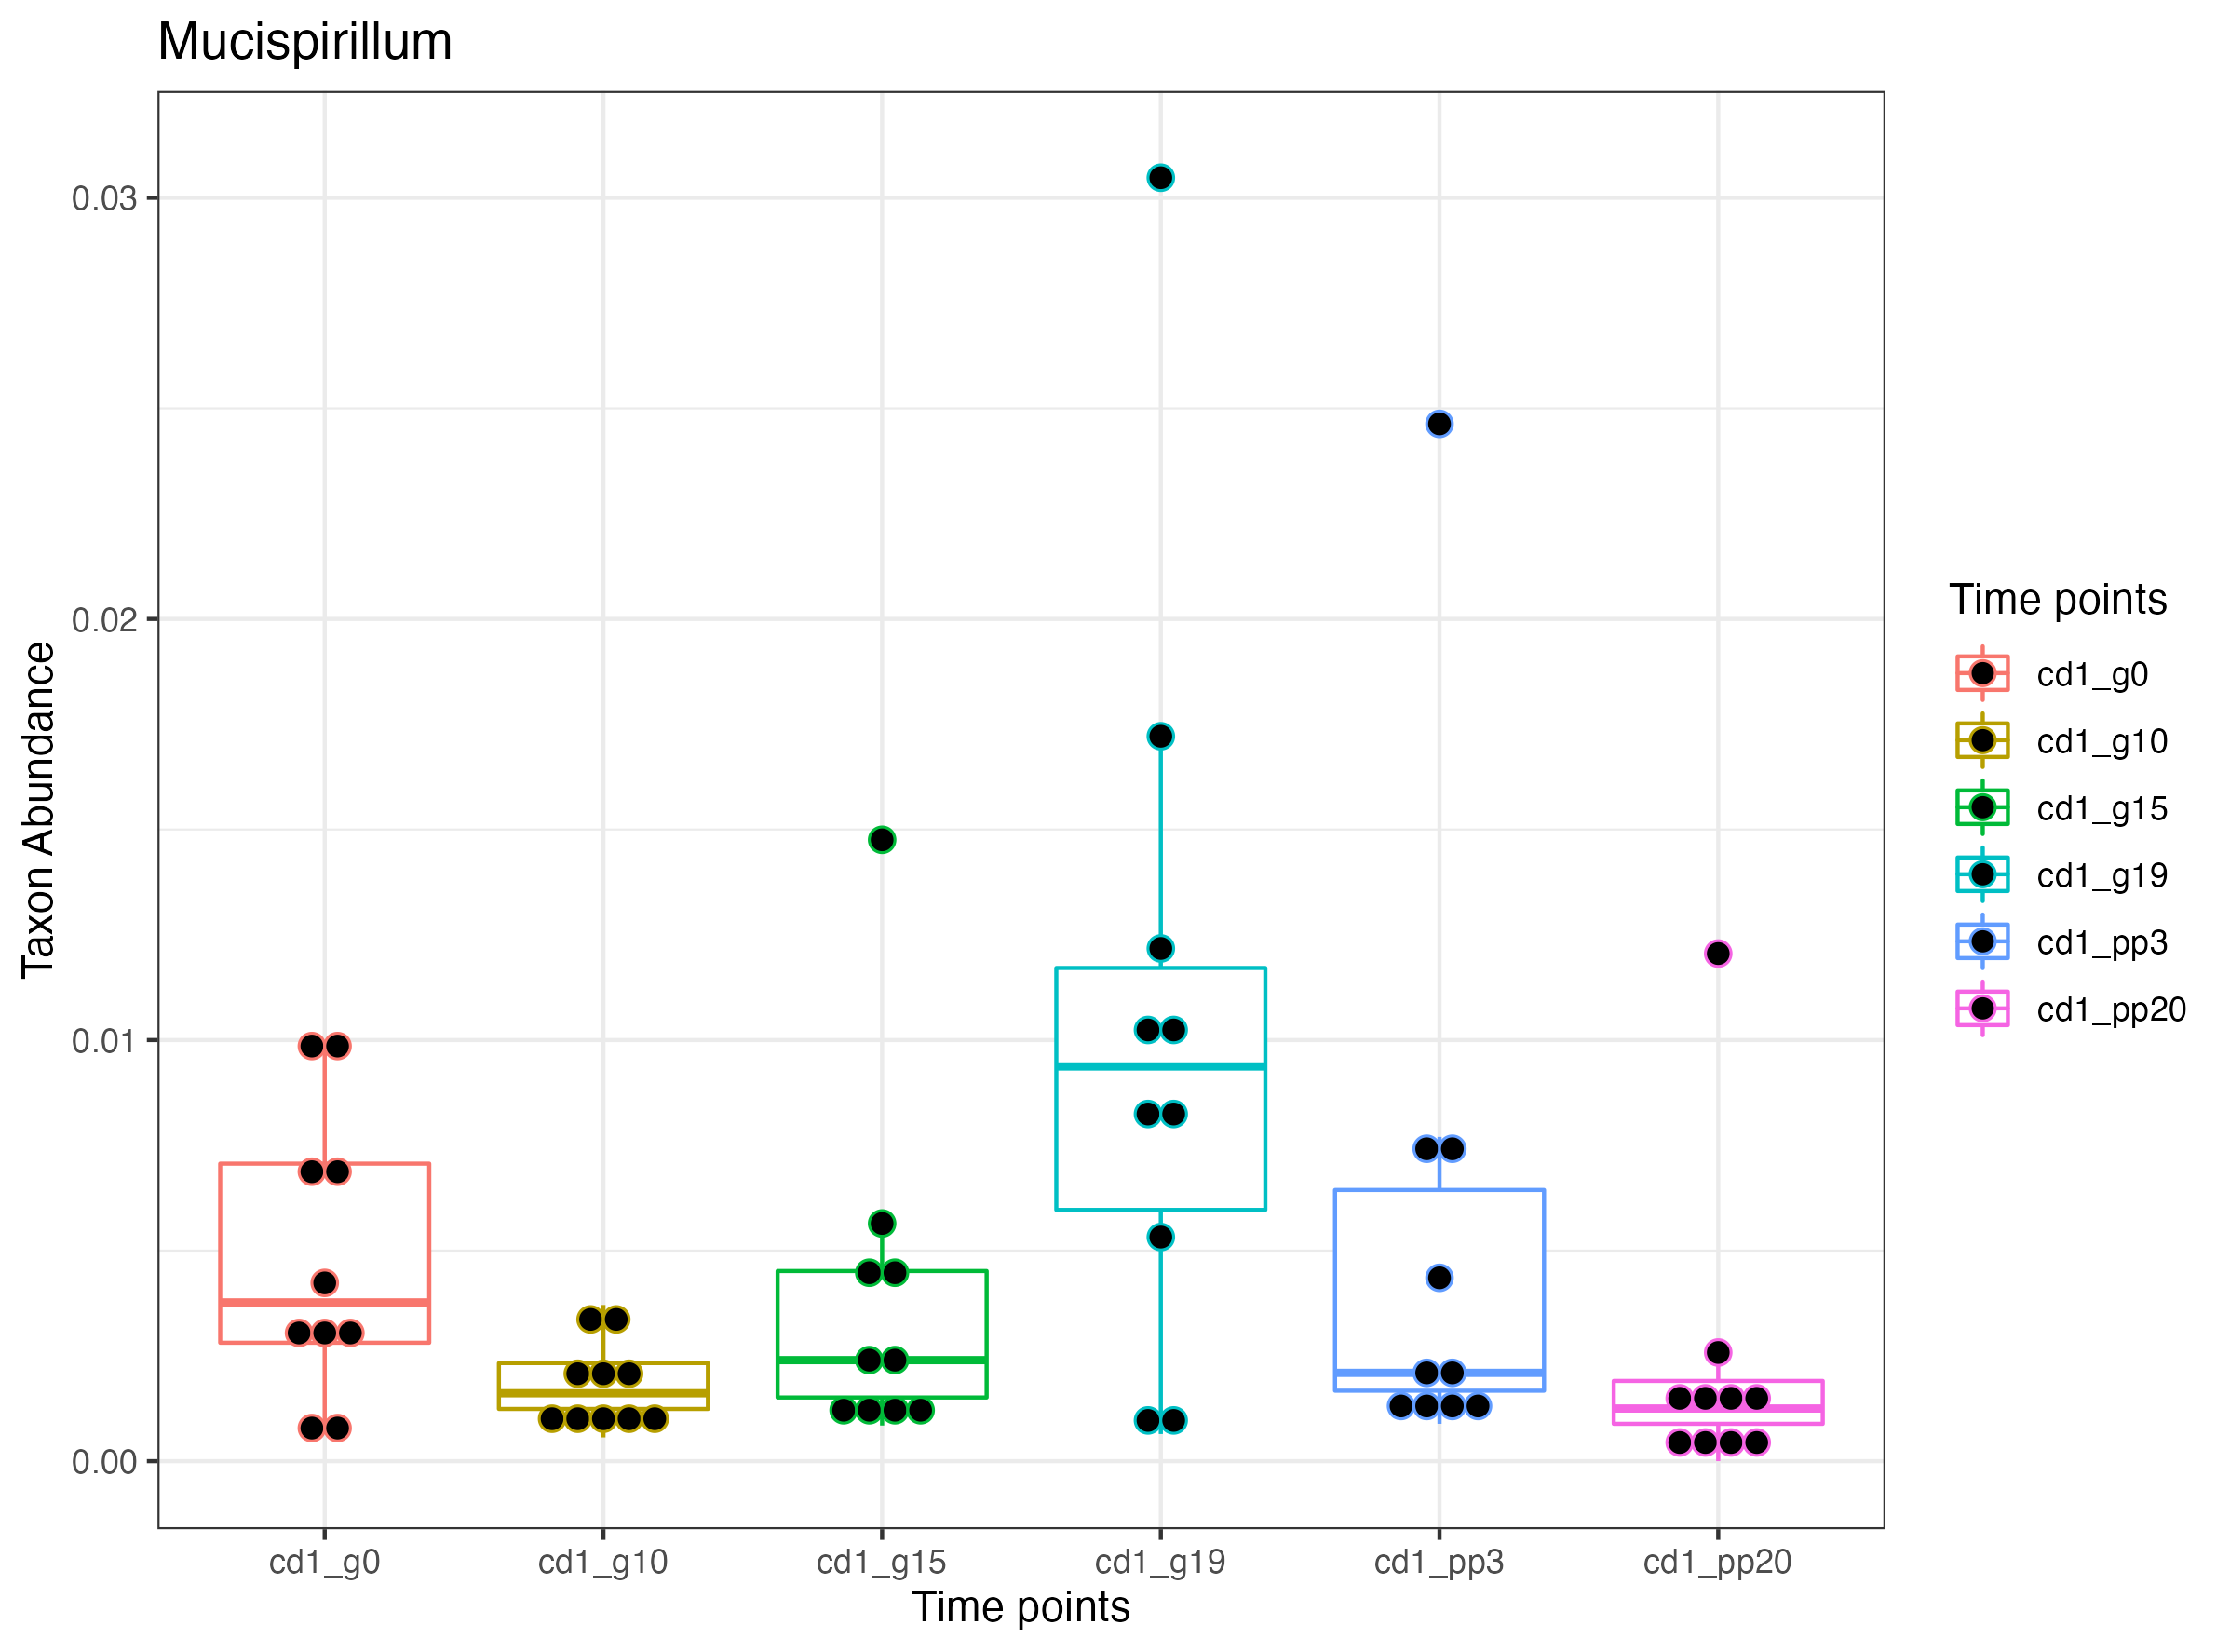 Mucispirillum
Taxon Abundance
0.03
0.02
0.01
0.00
cd1_g0 cd1_g10 cd1_g15 cd1_g19 cd1_pp3 cd1_pp20
Time points
Time points
cd1_g0
cd1_g10
cd1_g15
cd1_g19
cd1_pp3
cd1_pp20